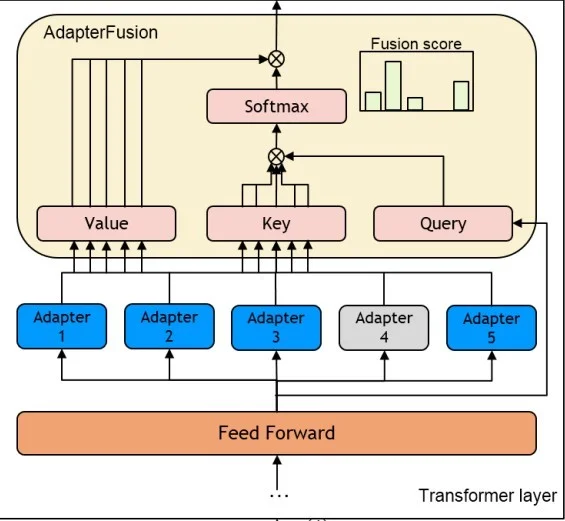 AdapterFusion
Fusion score
Softmax
Value
Key
Query
Adapter
1
Adapter
2
Adapter
3
Adapter
4
Adapter
5
Feed Forward
...
Transformer layer